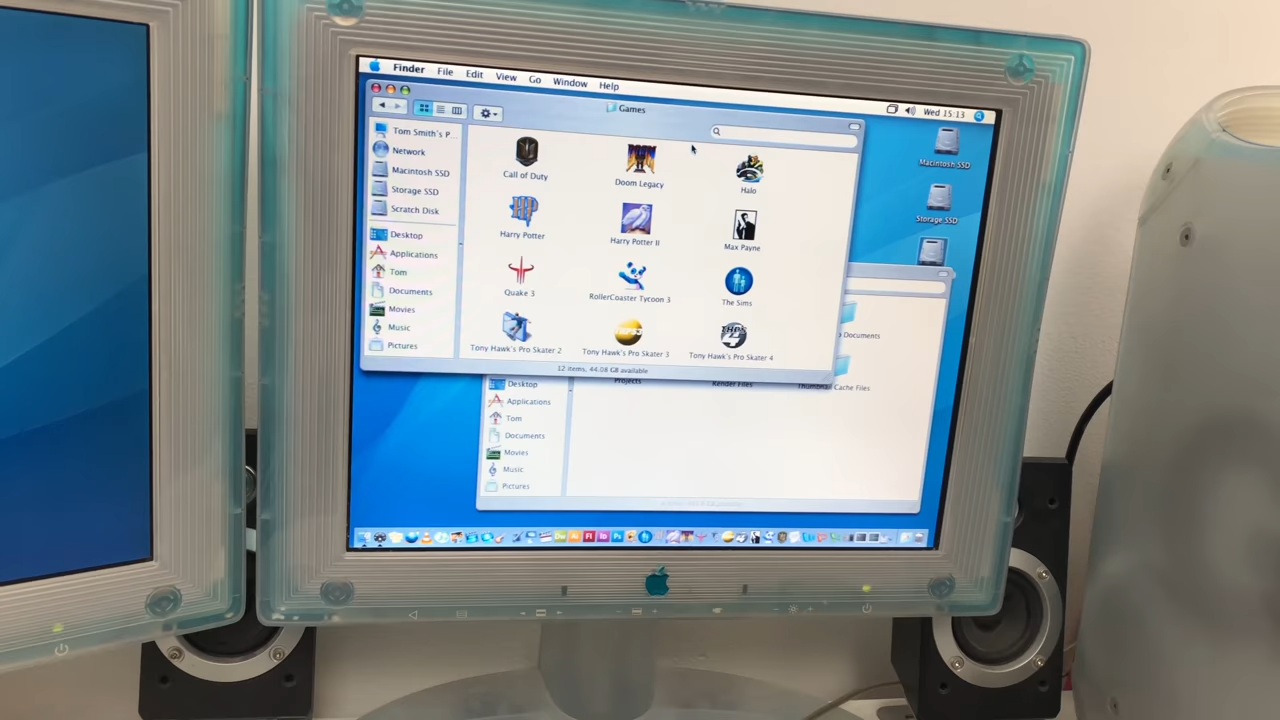 Finder File Edit View Go Window Help
Wed 15:13
Games
Tom Smith's P...
Network
Macintosh SSD
Storage SSD
Scratch Disk
Desktop
Applications
Tom
Documents
Movies
Music
Pictures
Call of Duty
Doom Legacy
Halo
Harry Potter
Harry Potter II
Max Payne
Quake 3
RollerCoaster Tycoon 3
The Sims
Tony Hawk's Pro Skater 2
Tony Hawk's Pro Skater 3
Tony Hawk's Pro Skater 4
12 items, 44.08 GB available
Macintosh SSD
Storage SSD
Documents
Projects
Render Files
Cache Files
Desktop
Applications
Tom
Documents
Movies
Music
Pictures